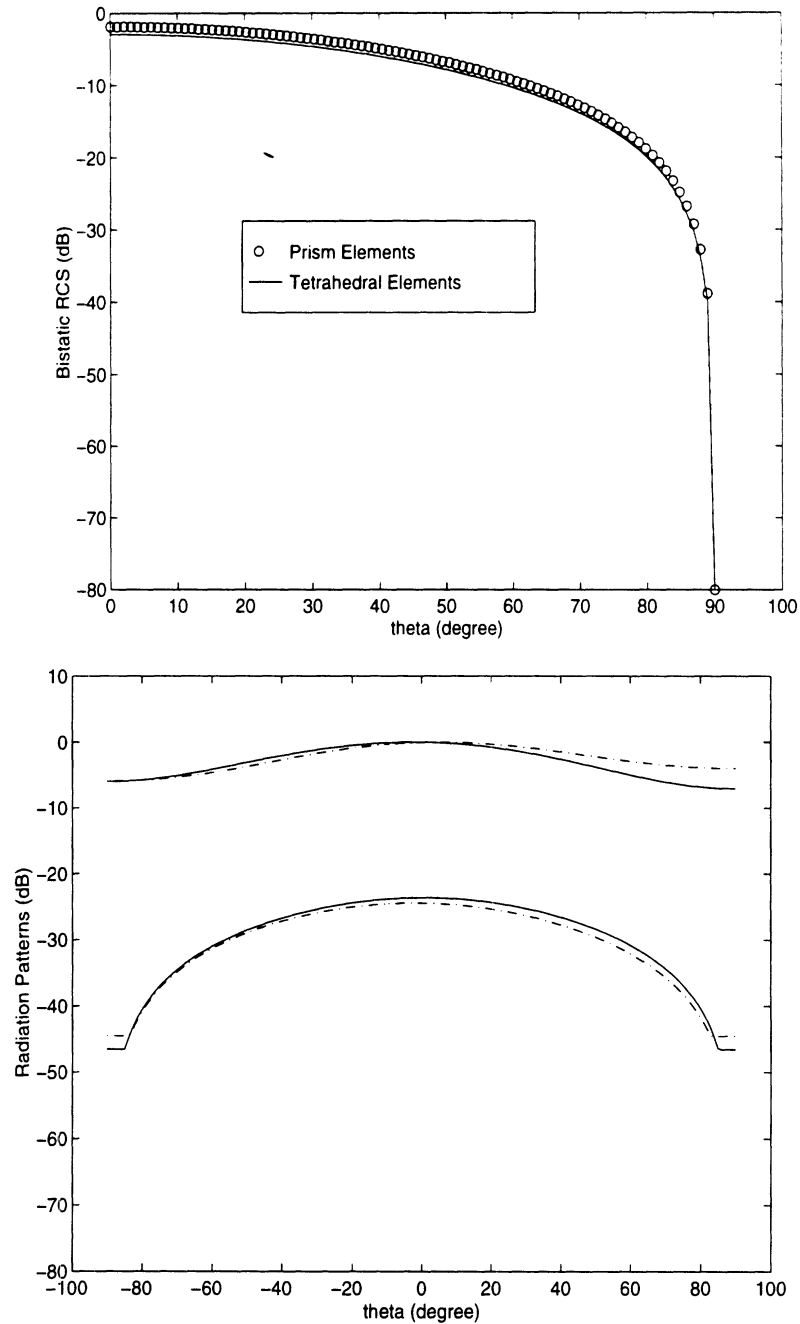 0
−10
−20
−30
−40
−50
−60
−70
−80
Bistatic RCS (dB)
Prism Elements
Tetrahedral Elements
0 10 20 30 40 50 60 70 80 90 100
theta (degree)
10
0
−10
−20
−30
−40
−50
−60
−70
−80
Radiation Patterns (dB)
−100 −80 −60 −40 −20 0 20 40 60 80 100
theta (degree)